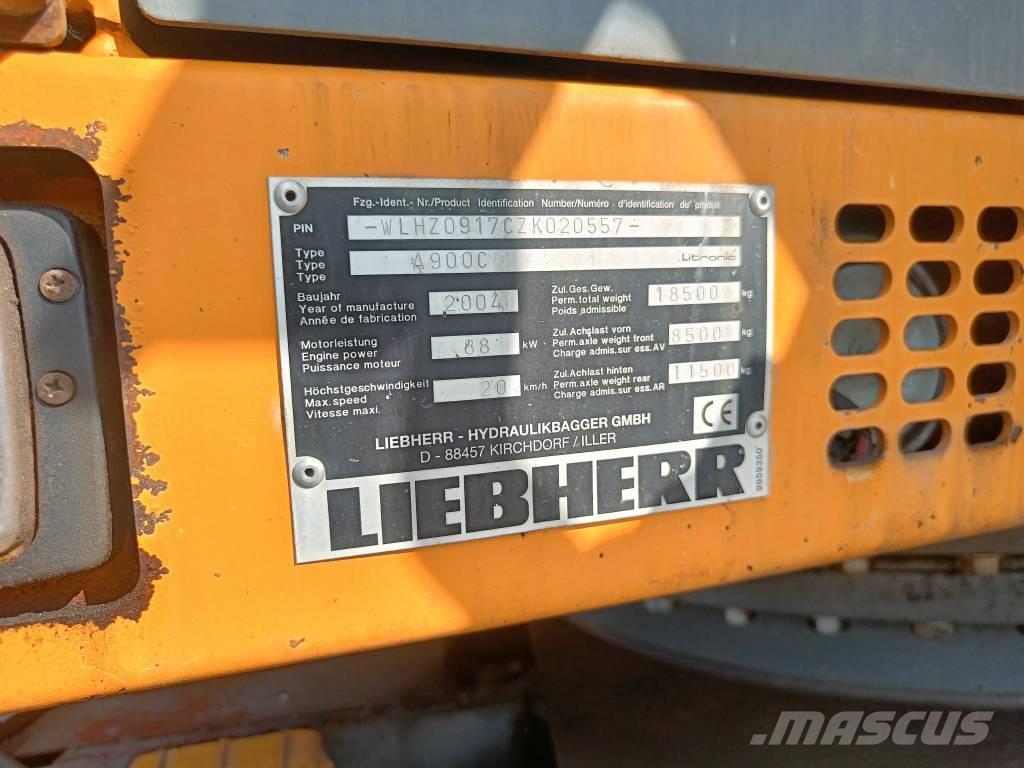 Fzg.-Ident.- Nr./Product Identification Number/Numéro d'identification du produit
PIN -WLHZ0917CZK020557-
Type
Type A900C Litronic
Type
Baujahr
Year of manufacture 2004
Année de fabrication
Motorleistung
Engine power 88 kW
Puissance moteur
Höchstgeschwindigkeit
Max. speed 20 km/h
Vitesse maxi.
Zul.Ges.Gew.
Perm.total weight 18500 kg
Poids admissible
Zul.Achslast vorn
Perm.axle weight front 8500 kg
Charge admis.sur ess.AV
Zul.Achlast hinten
Perm.axle weight rear 11500 kg
Charge admis.sur ess.AR
CE
LIEBHERR - HYDRAULIKBAGGER GMBH
D - 88457 KIRCHDORF / ILLER
LIEBHERR
9959350
MASCUS